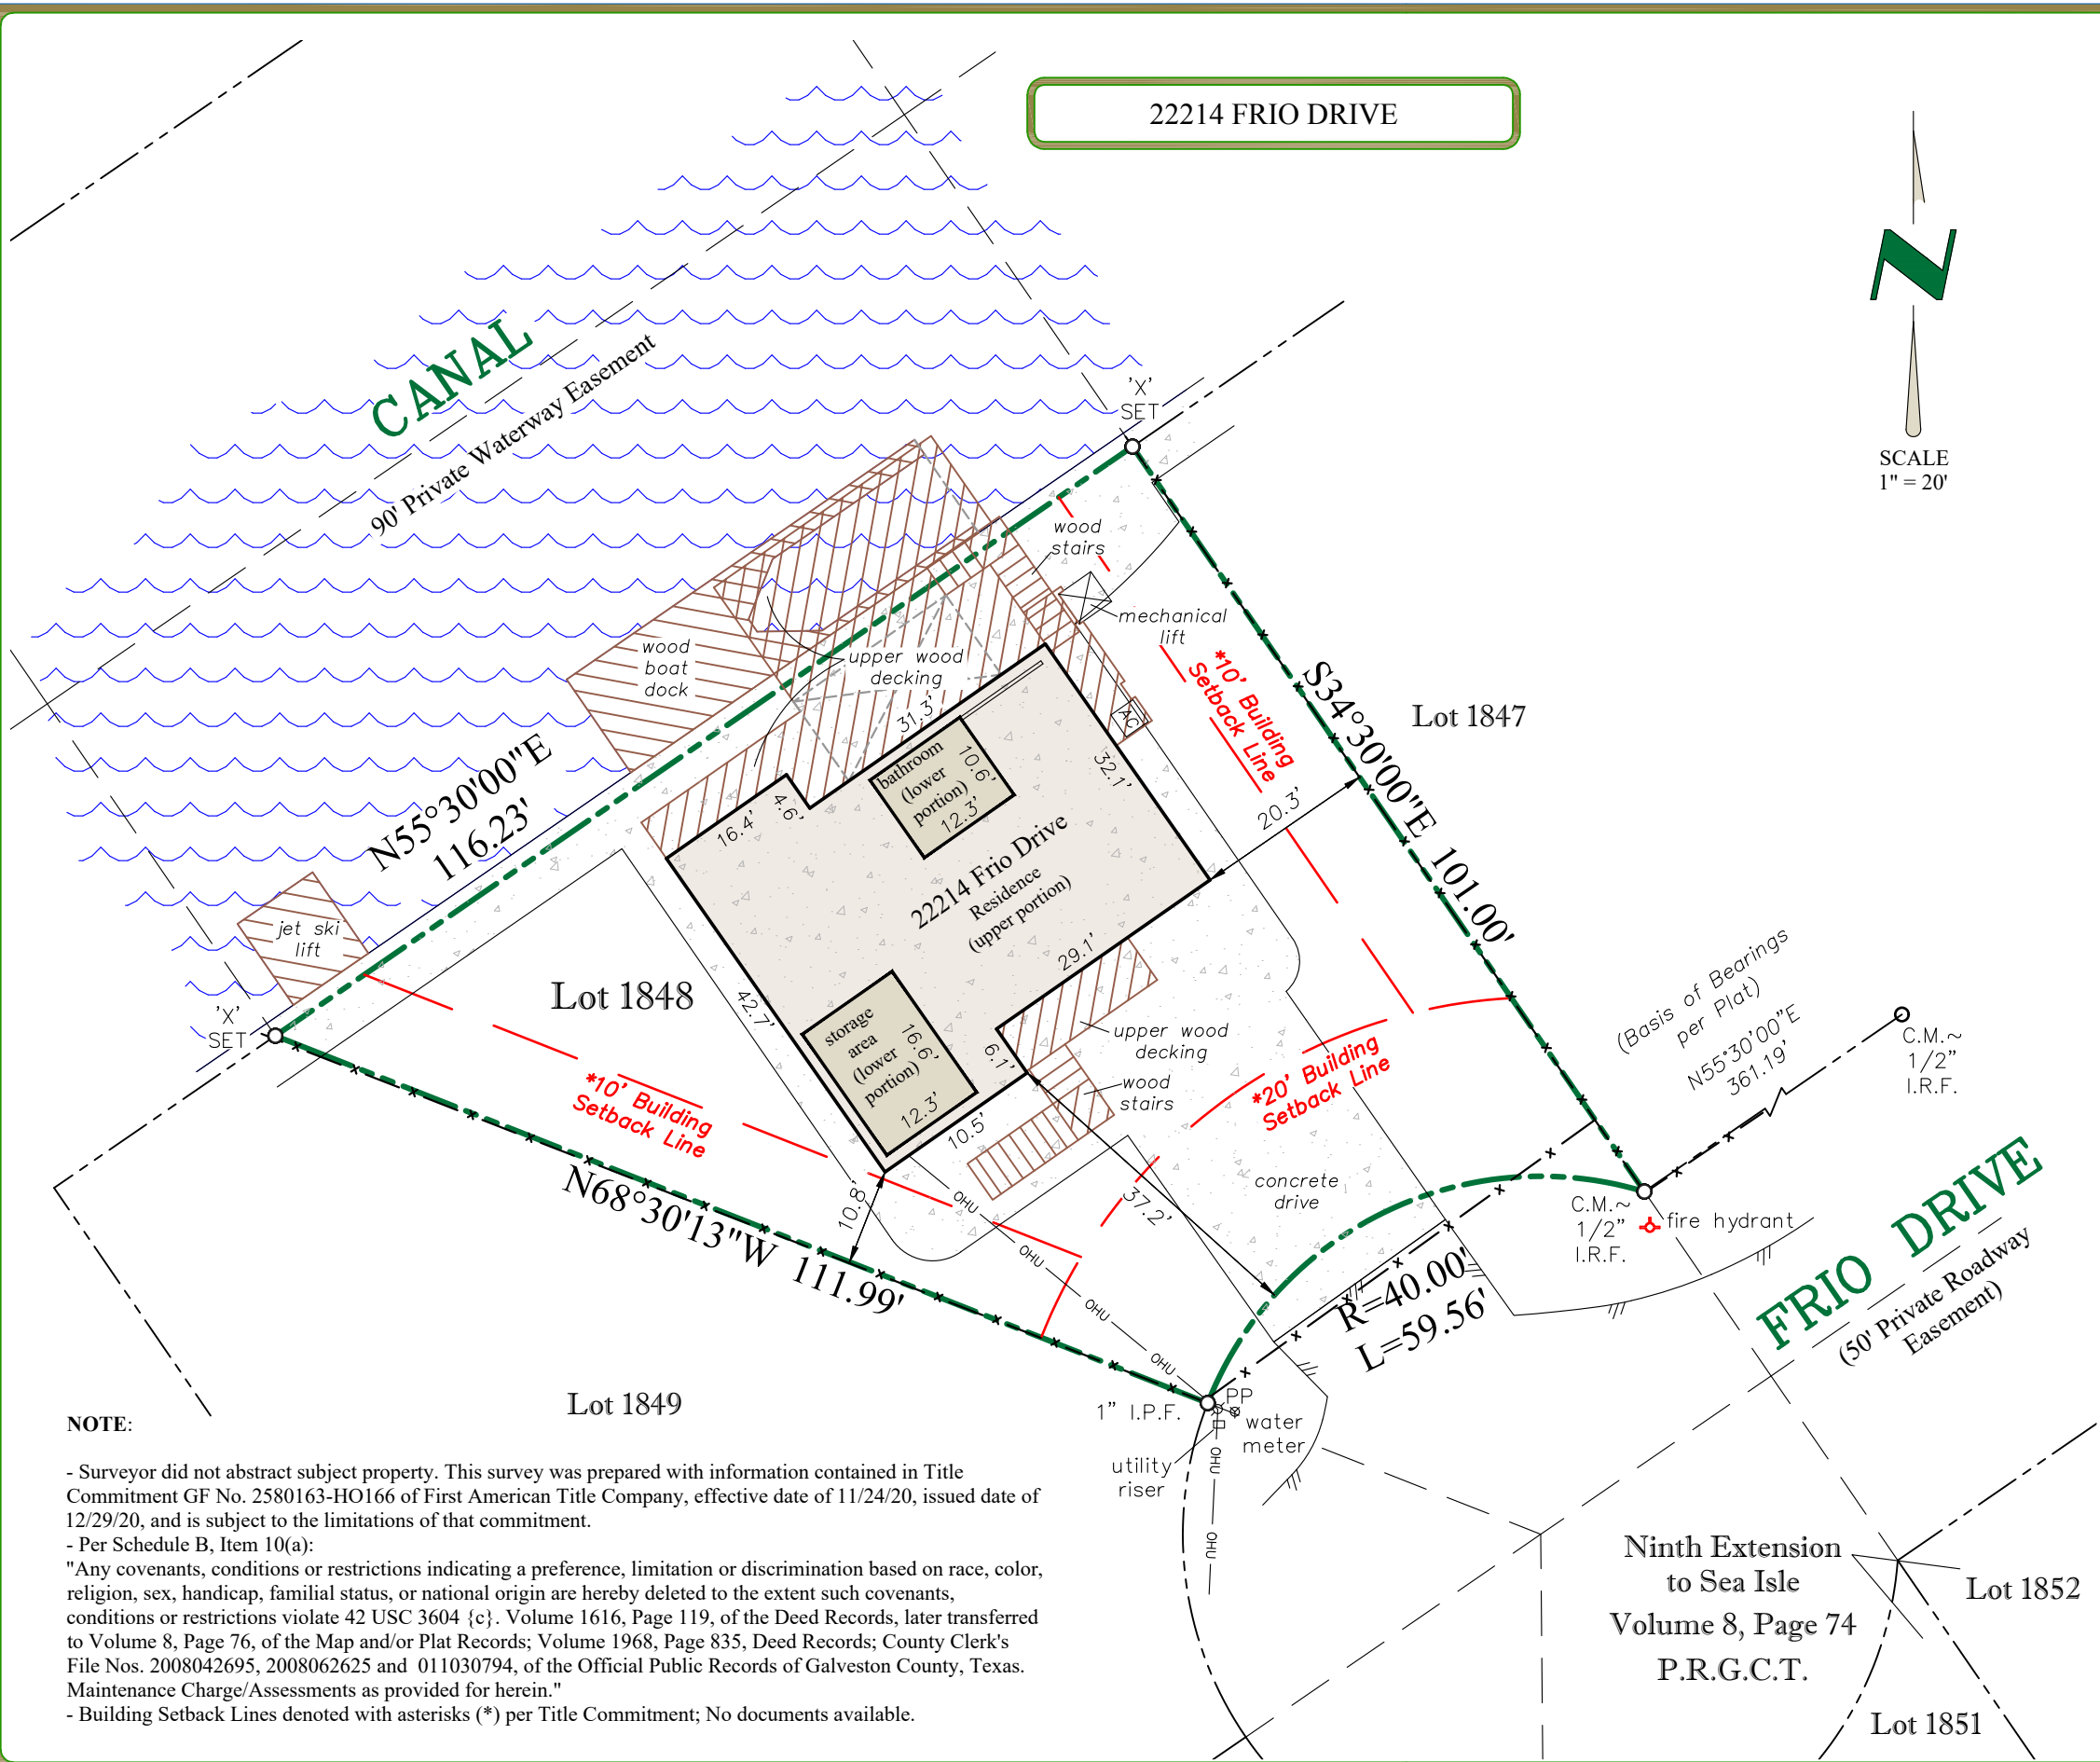 22214 FRIO DRIVE
N
SCALE
1" = 20'
CANAL
90' Private Waterway Easement
'X'
SET
wood
stairs
mechanical
lift
wood
boat
dock
upper wood
decking
*10' Building
Setback Line
S34°30'00"E 101.00'
Lot 1847
31.3'
AC
32.1'
bathroom
(lower
portion)
10.6'
12.3'
4.6'
16.4'
20.3'
N55°30'00"E
116.23'
22214 Frio Drive
Residence
(upper portion)
jet ski
lift
'X'
SET
Lot 1848
42.7'
29.1'
storage
area
(lower
portion)
16.6'
12.3'
6.1'
10.5'
upper wood
decking
wood
stairs
*10' Building
Setback Line
*20' Building
Setback Line
(Basis of Bearings
per Plat)
N55°30'00"E
361.19'
C.M.~
1/2"
I.R.F.
N68°30'13"W 111.99'
10.8'
OHU
OHU
OHU
OHU
37.2'
concrete
drive
C.M.~
1/2"
I.R.F.
fire hydrant
FRIO DRIVE
(50' Private Roadway
Easement)
R=40.00'
L=59.56'
Lot 1849
1" I.P.F.
PP
water
meter
utility
riser
OHU
OHU
NOTE:
- Surveyor did not abstract subject property. This survey was prepared with information contained in Title
Commitment GF No. 2580163-HO166 of First American Title Company, effective date of 11/24/20, issued date of
12/29/20, and is subject to the limitations of that commitment.
- Per Schedule B, Item 10(a):
"Any covenants, conditions or restrictions indicating a preference, limitation or discrimination based on race, color,
religion, sex, handicap, familial status, or national origin are hereby deleted to the extent such covenants,
conditions or restrictions violate 42 USC 3604 {c}. Volume 1616, Page 119, of the Deed Records, later transferred
to Volume 8, Page 76, of the Map and/or Plat Records; Volume 1968, Page 835, Deed Records; County Clerk's
File Nos. 2008042695, 2008062625 and 011030794, of the Official Public Records of Galveston County, Texas.
Maintenance Charge/Assessments as provided for herein."
- Building Setback Lines denoted with asterisks (*) per Title Commitment; No documents available.
Ninth Extension
to Sea Isle
Volume 8, Page 74
P.R.G.C.T.
Lot 1852
Lot 1851